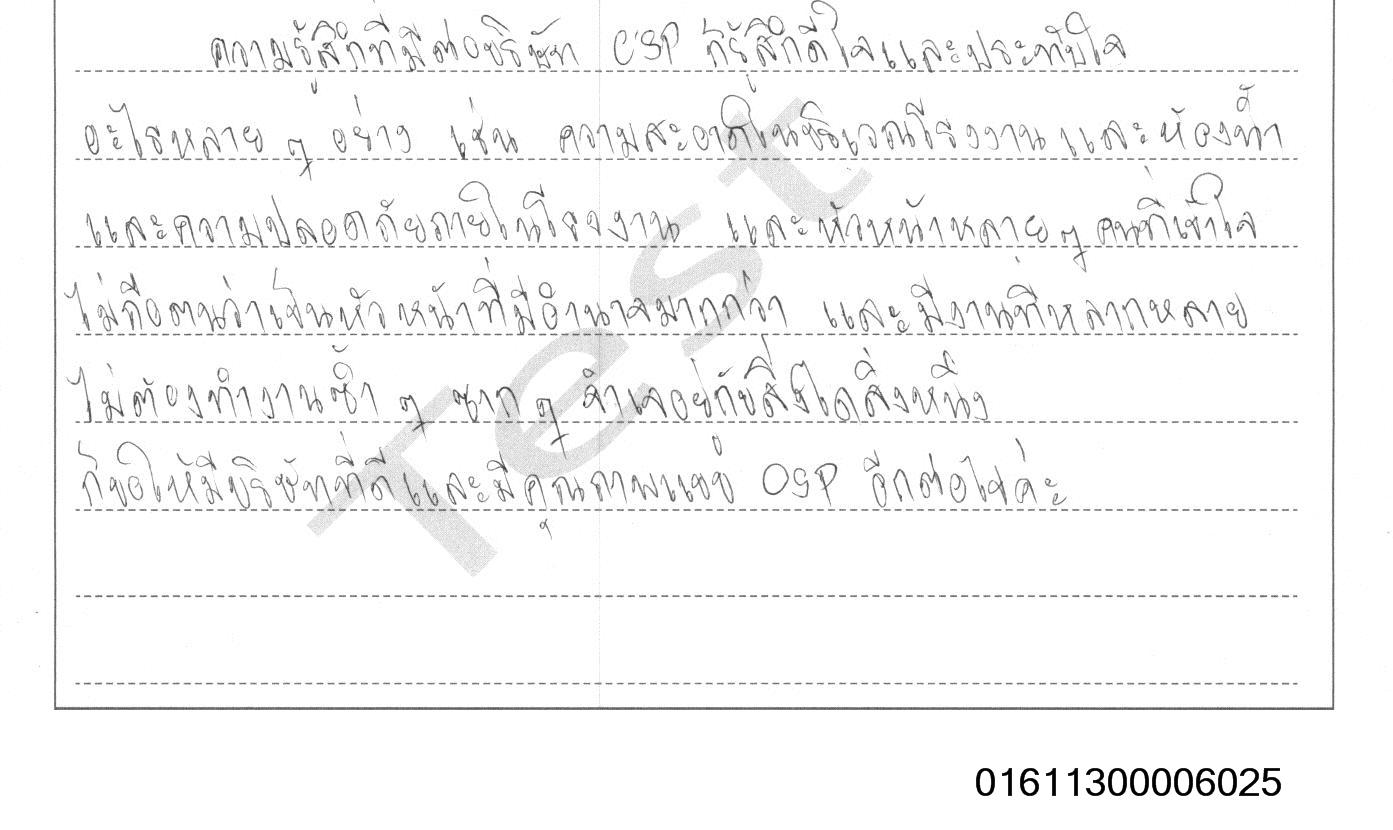 ความรู้สึกที่มีต่อบริษัท OSP ก็รู้สึกดีใจและประทับใจ
อะไรหลาย ๆ อย่าง เช่น ความสะอาดในบริเวณโรงงานและห้องน้ำ
และความปลอดภัยภายในโรงงาน และหัวหน้าหลาย ๆ คนที่เข้าใจ
ไม่ถือตนว่าเป็นหัวหน้าที่มีอำนาจมากกว่า และมีงานที่หลากหลาย
ไม่ต้องทำงานซ้ำ ๆ ซาก ๆ จำเจอยู่กับสิ่งใดสิ่งหนึ่ง
ก็ขอให้มีบริษัทที่ดีและมีคุณภาพแบบ OSP อีกต่อไปค่ะ
Test
01611300006025